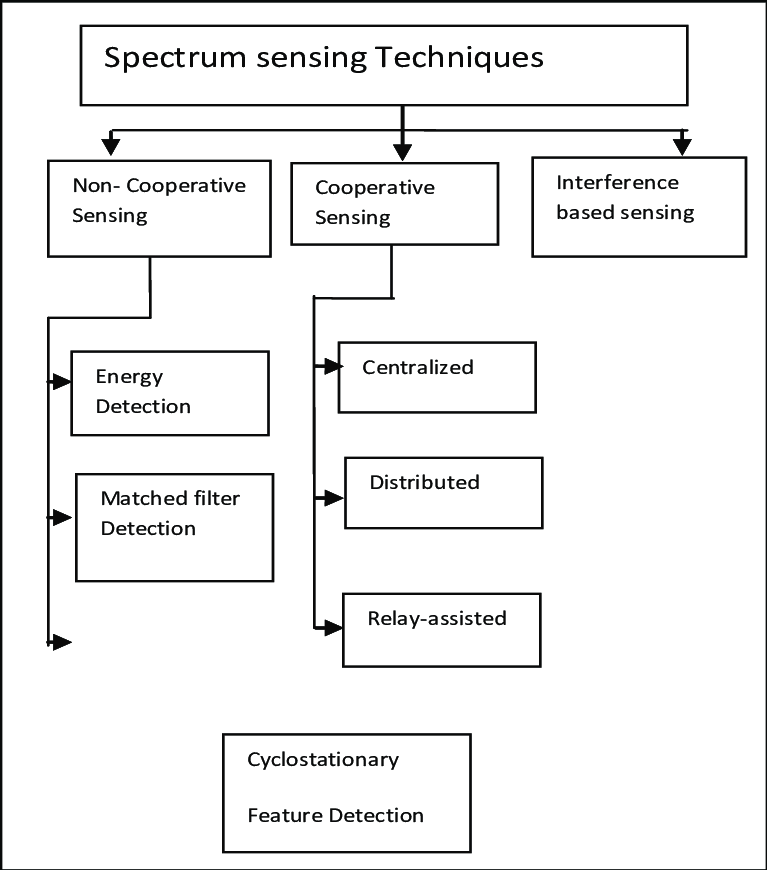 Spectrum sensing Techniques
Non- Cooperative
Sensing
Cooperative
Sensing
Interference
based sensing
Energy
Detection
Matched filter
Detection
Centralized
Distributed
Relay-assisted
Cyclostationary
Feature Detection